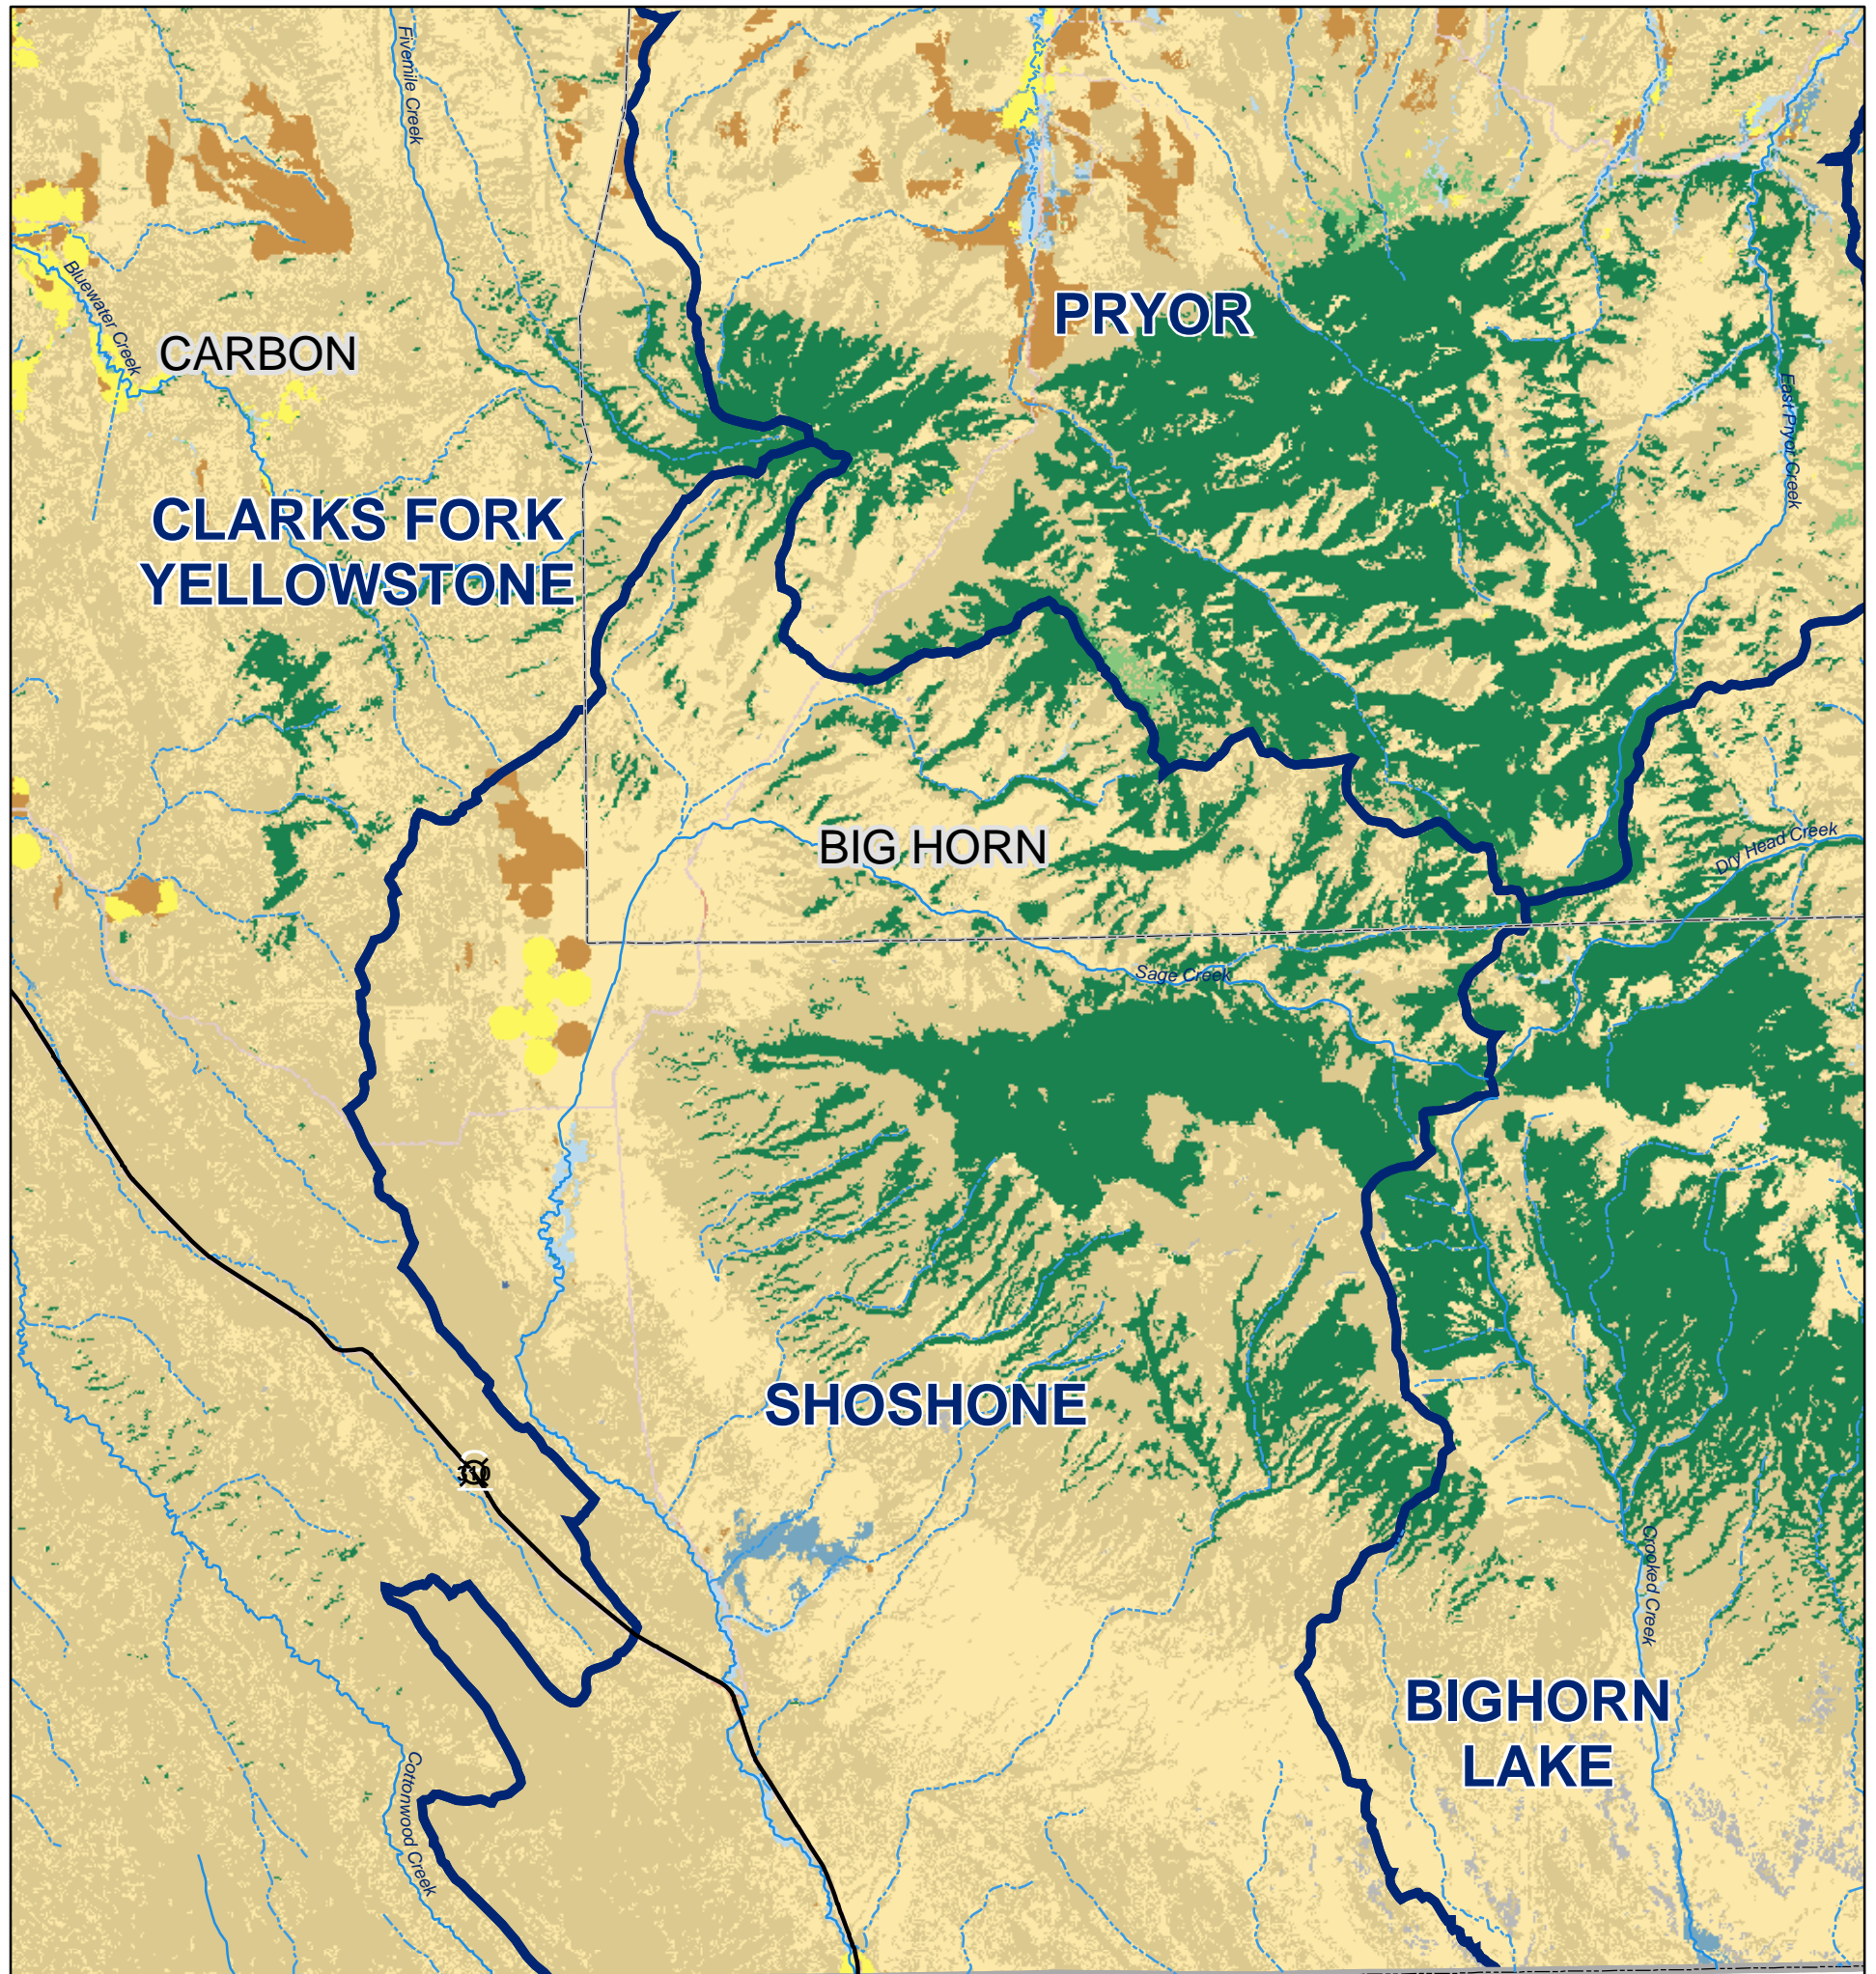 Fivemile Creek
PRYOR
Bluewater Creek
CARBON
East Pryor Creek
CLARKS FORK
YELLOWSTONE
BIG HORN
Dry Head Creek
Sage Creek
SHOSHONE
310
Crooked Creek
BIGHORN
LAKE
Cottonwood Creek